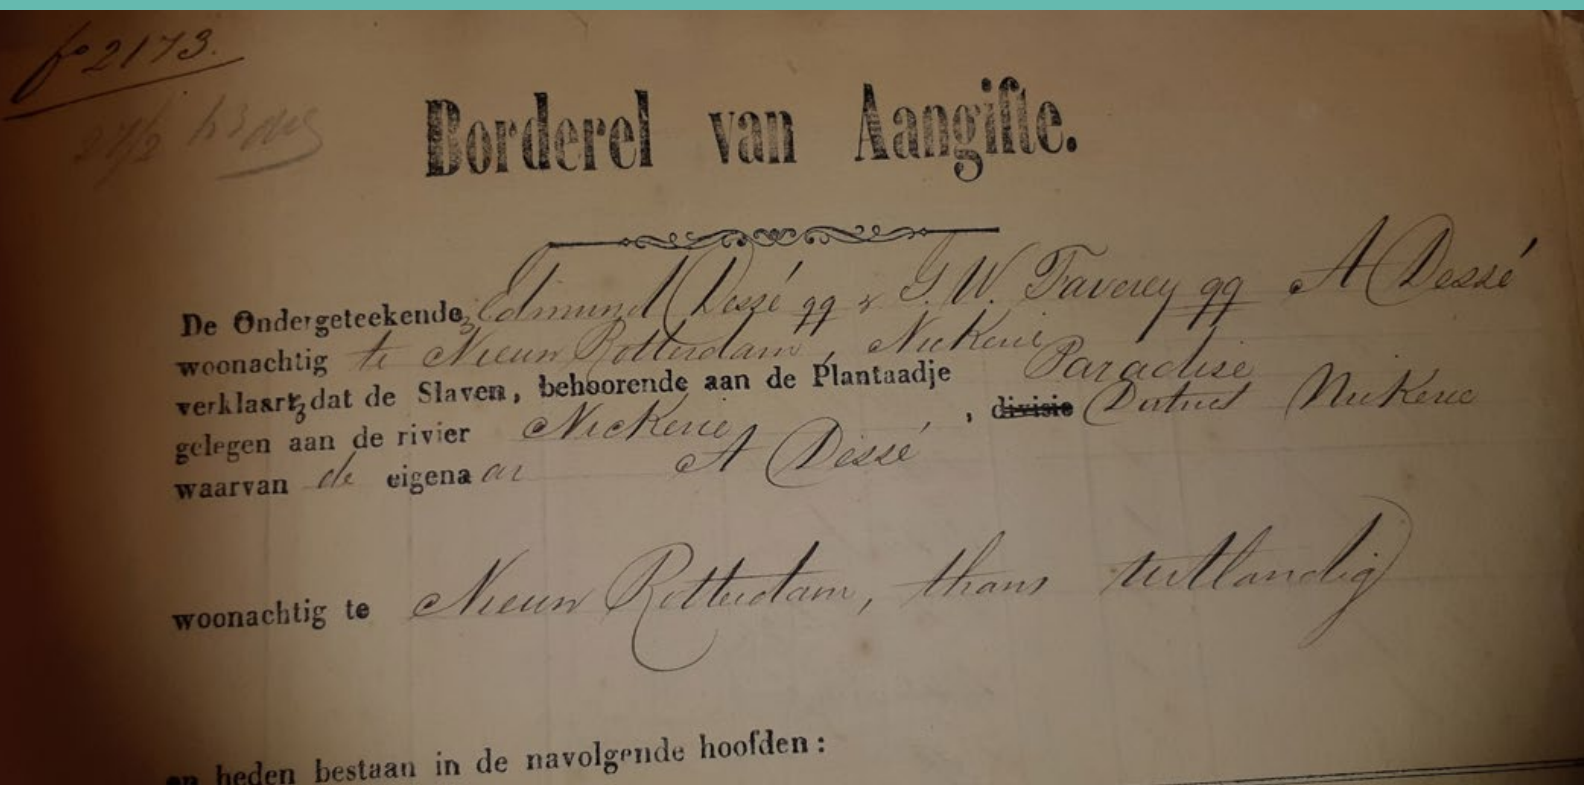 f° 2173.
Borderel van Aangifte.
De Ondergeteekende, Edmund Dessé qq & G. W. Faverey qq A Dessé
woonachtig te Nieuw Rotterdam, Nickerie
verklaart dat de Slaven, behoorende aan de Plantaadje Paradise
gelegen aan de rivier Nickerie, divisie District Nickerie
waarvan de eigenaar A Dessé
woonachtig te Nieuw Rotterdam, thans uitlandig
op heden bestaan in de navolgende hoofden: